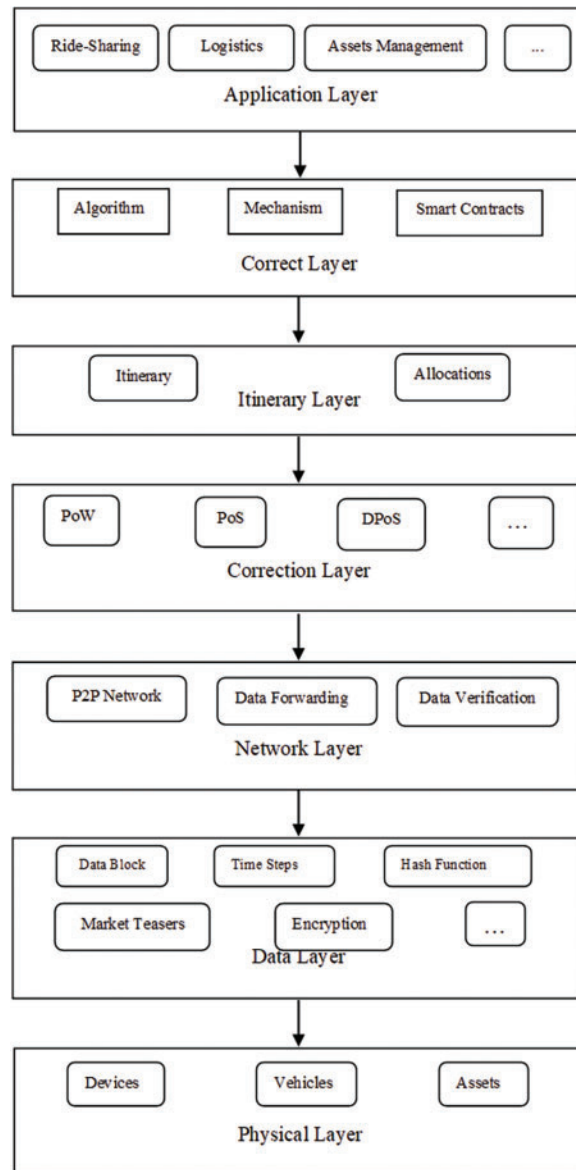 Ride-Sharing Logistics Assets Management ...
Application Layer
Algorithm Mechanism Smart Contracts
Correct Layer
Itinerary Allocations
Itinerary Layer
PoW PoS DPoS ...
Correction Layer
P2P Network Data Forwarding Data Verification
Network Layer
Data Block Time Steps Hash Function
Market Teasers Encryption ...
Data Layer
Devices Vehicles Assets
Physical Layer